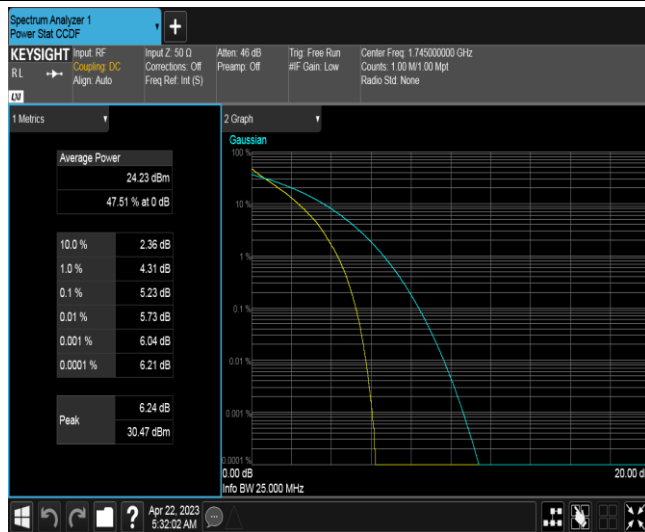 Spectrum Analyzer 1
Power Stat CCDF
+
KEYSIGHT
RL
LXI
Input: RF
Coupling: DC
Align: Auto
Input Z: 50 Ω
Corrections: Off
Freq Ref: Int (S)
Atten: 46 dB
Preamp: Off
Trig: Free Run
#IF Gain: Low
Center Freq: 1.745000000 GHz
Counts: 1.00 M/1.00 Mpt
Radio Std: None
1 Metrics
Average Power
24.23 dBm
47.51 % at 0 dB
10.0 % 2.36 dB
1.0 % 4.31 dB
0.1 % 5.23 dB
0.01 % 5.73 dB
0.001 % 6.04 dB
0.0001 % 6.21 dB
Peak
6.24 dB
30.47 dBm
2 Graph
Gaussian
100 %
10 %
1 %
0.1 %
0.01 %
0.001 %
0.0001 %
0.00 dB
20.00 d
Info BW 25.000 MHz
?
Apr 22, 2023
5:32:02 AM